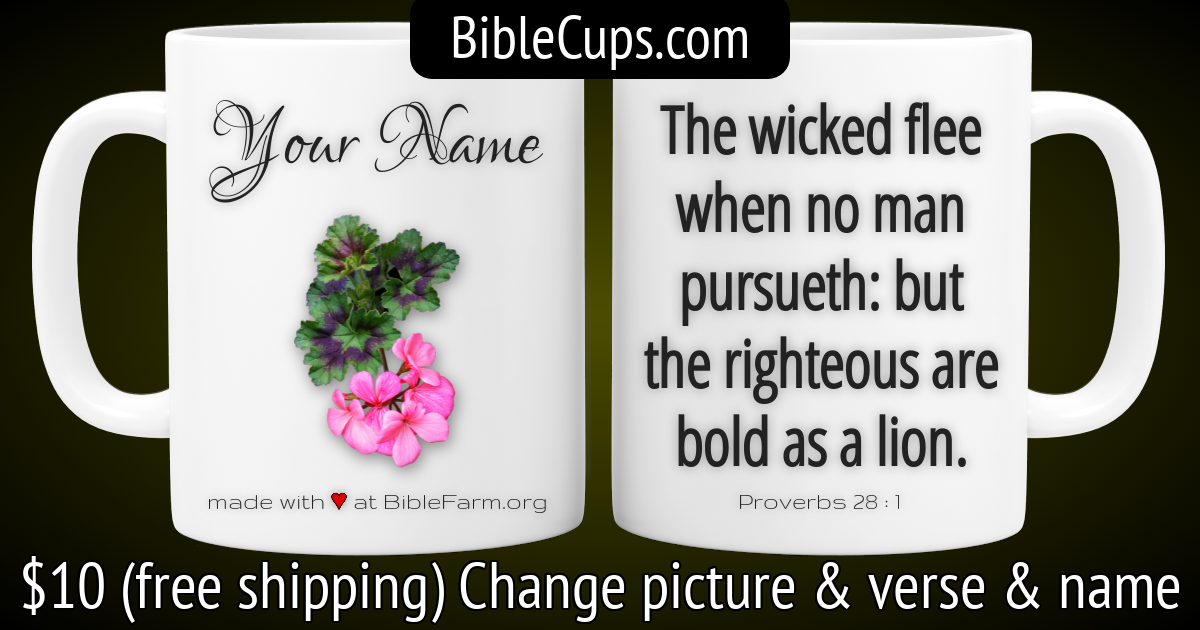 BibleCups.com
Your Name
made with ♥ at BibleFarm.org
The wicked flee
when no man
pursueth: but
the righteous are
bold as a lion.
Proverbs 28 : 1
$10 (free shipping) Change picture & verse & name